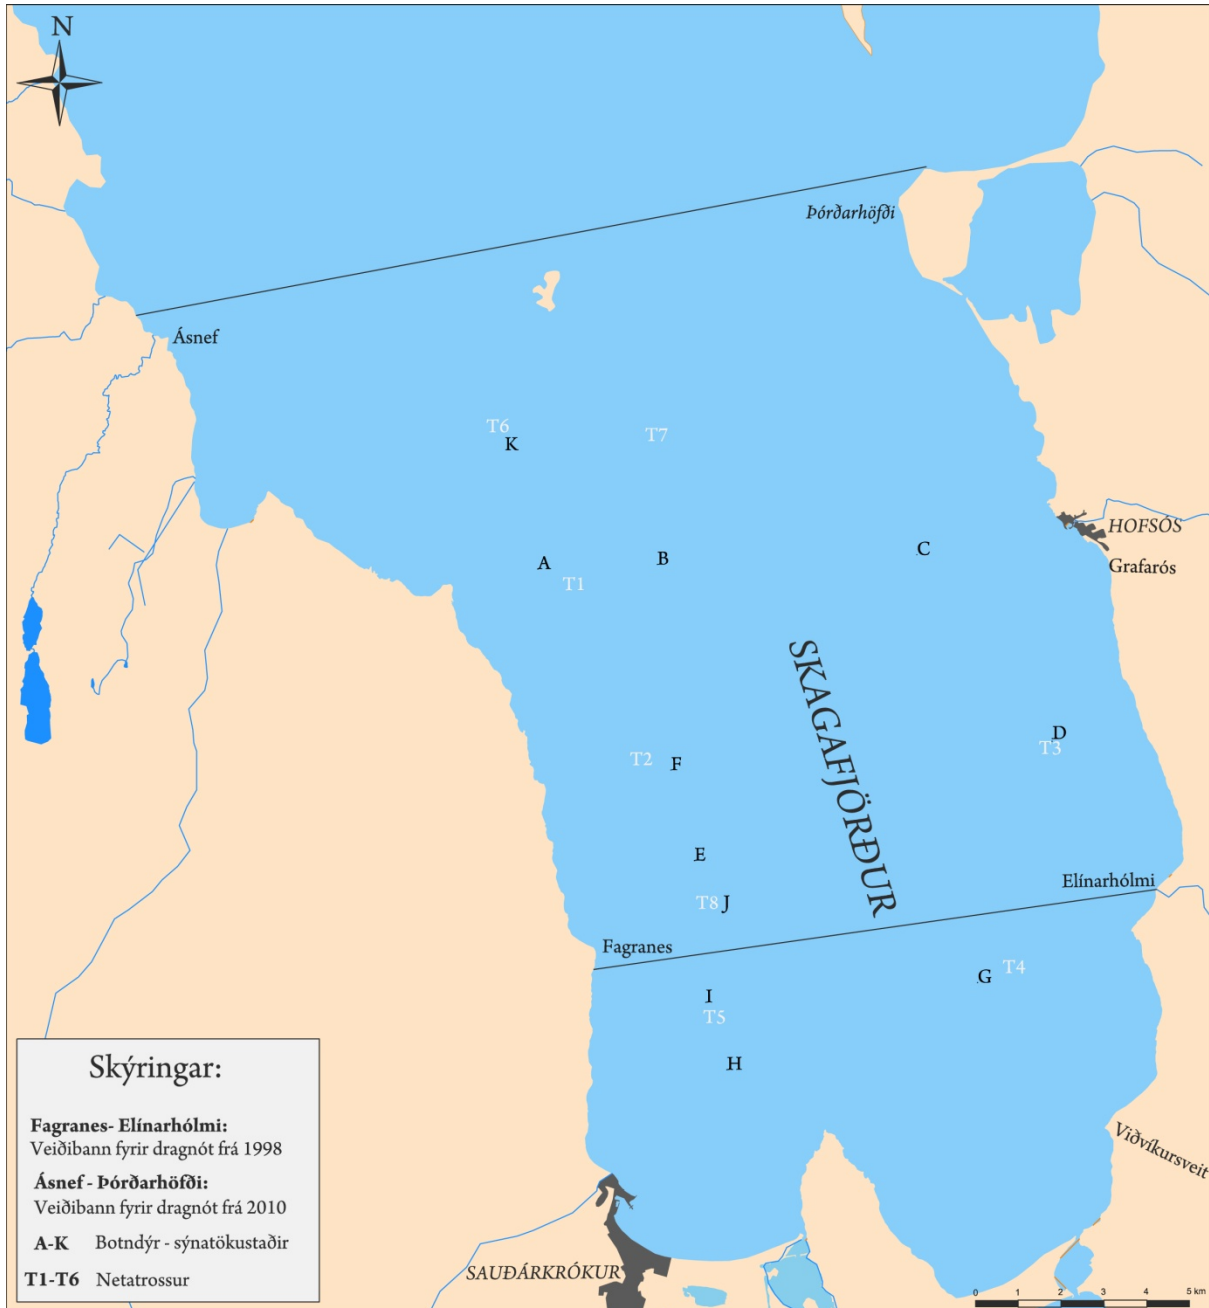 N
Þórðarhöfði
Ásnef
T6
K
T7
HOFSÓS
Grafarós
A
B
C
T1
SKAGAFJÖRÐUR
D
T3
T2
F
E
Elínarhólmi
T8 J
Fagranes
G
T4
I
T5
H
Viðvíkursveit
SAUÐÁRKRÓKUR
Skýringar:
Fagranes- Elínarhólmi:
Veiðibann fyrir dragnót frá 1998
Ásnef - Þórðarhöfði:
Veiðibann fyrir dragnót frá 2010
A-K Botndýr - sýnatökustaðir
T1-T6 Netatrossur
0 1 2 3 4 5 km